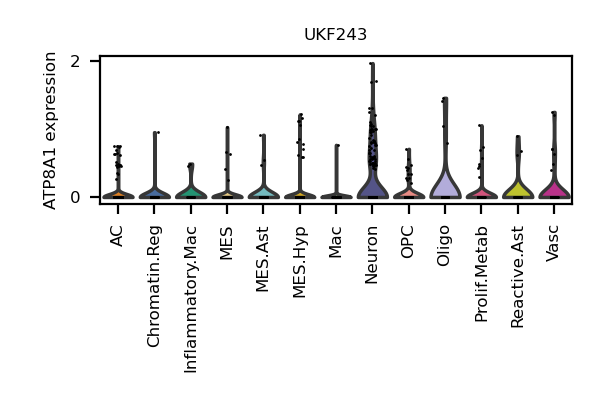 UKF243
ATP8A1 expression
2
0
AC
Chromatin.Reg
Inflammatory.Mac
MES
MES.Ast
MES.Hyp
Mac
Neuron
OPC
Oligo
Prolif.Metab
Reactive.Ast
Vasc